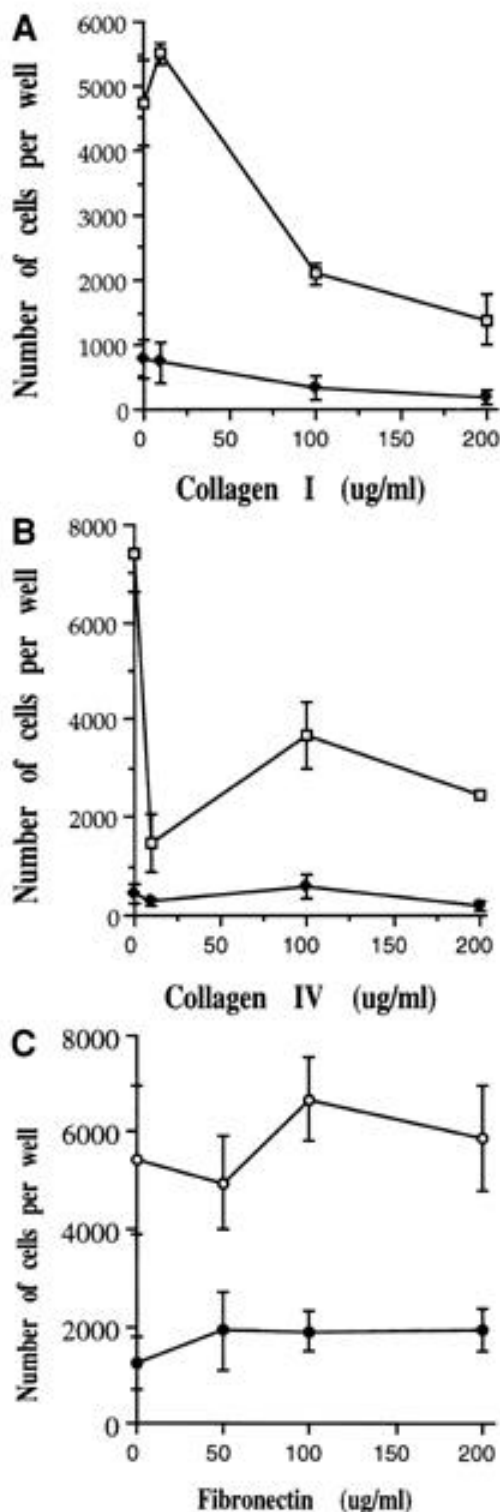 A
Number of cells per well
6000
5000
4000
3000
2000
1000
0
0 50 100 150 200
Collagen I (ug/ml)
B
Number of cells per well
8000
6000
4000
2000
0
0 50 100 150 200
Collagen IV (ug/ml)
C
Number of cells per well
8000
6000
4000
2000
0
0 50 100 150 200
Fibronectin (ug/ml)